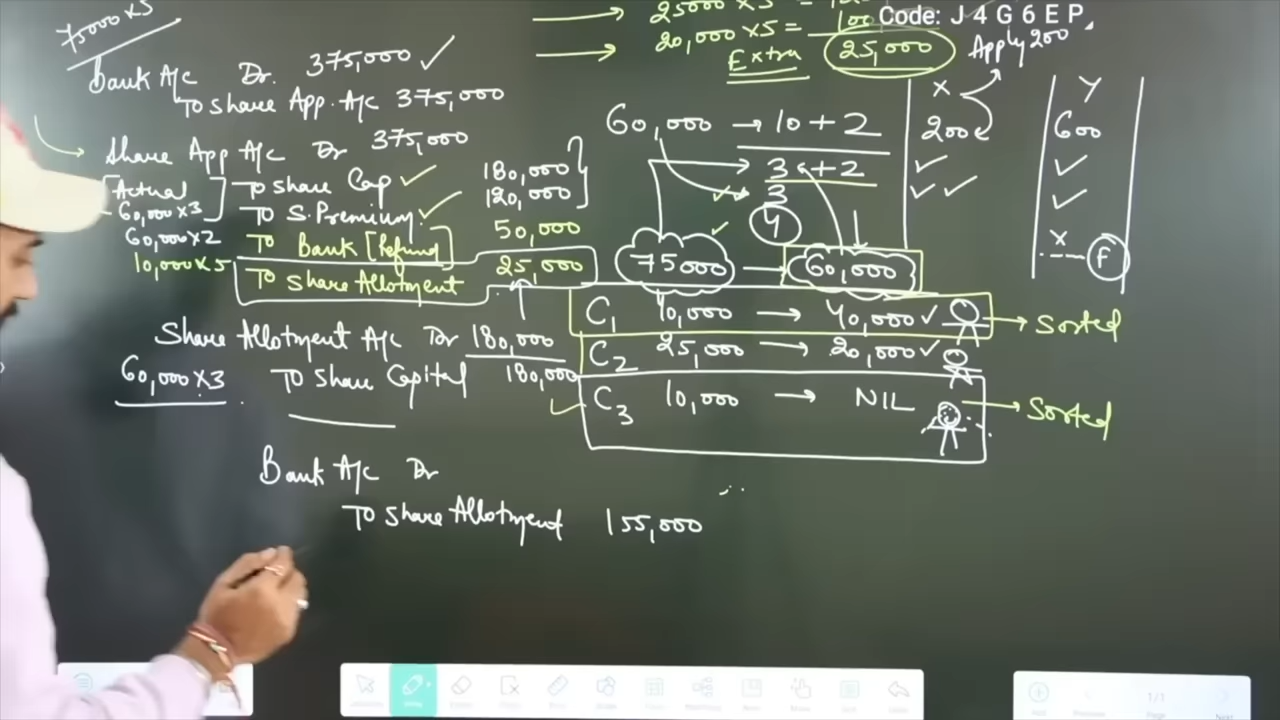 75000 x 5
25000 x 5 =
Code: J 4 G 6 E P
20,000 x 5 = 100
Extra 25,000 Apply 200
Bank A/c Dr. 375,000 ✓
To Share App. A/c 375,000
Share App A/c Dr 375,000
[Actual To Share Cap ✓ 180,000
60,000 x 3 To S. Premium ✓ 120,000
60,000 x 2 To Bank [Refund] 50,000
10,000 x 5 To Share Allotment 25,000
Share Allotment A/c Dr 180,000
60,000 x 3 To Share Capital 180,000
Bank A/c Dr
To Share Allotment 155,000
60,000 → 10 + 2
3 + 2
3
4
75000 → 60,000
C1 40,000 → 40,000 ✓ → Sorted
C2 25,000 → 20,000 ✓
C3 10,000 → NIL → Sorted
X
200
✓
✓ ✓
Y
600
✓
✓
X
---- F
1/1
Page
Next